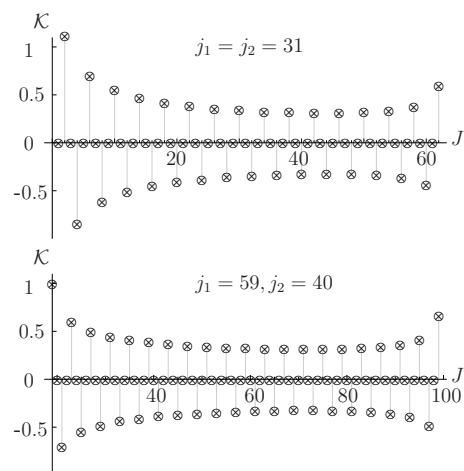 𝒦
1
j₁ = j₂ = 31
0.5
0 20 40 60 J
-0.5
𝒦
1
j₁ = 59, j₂ = 40
0.5
0 40 60 80 100 J
-0.5